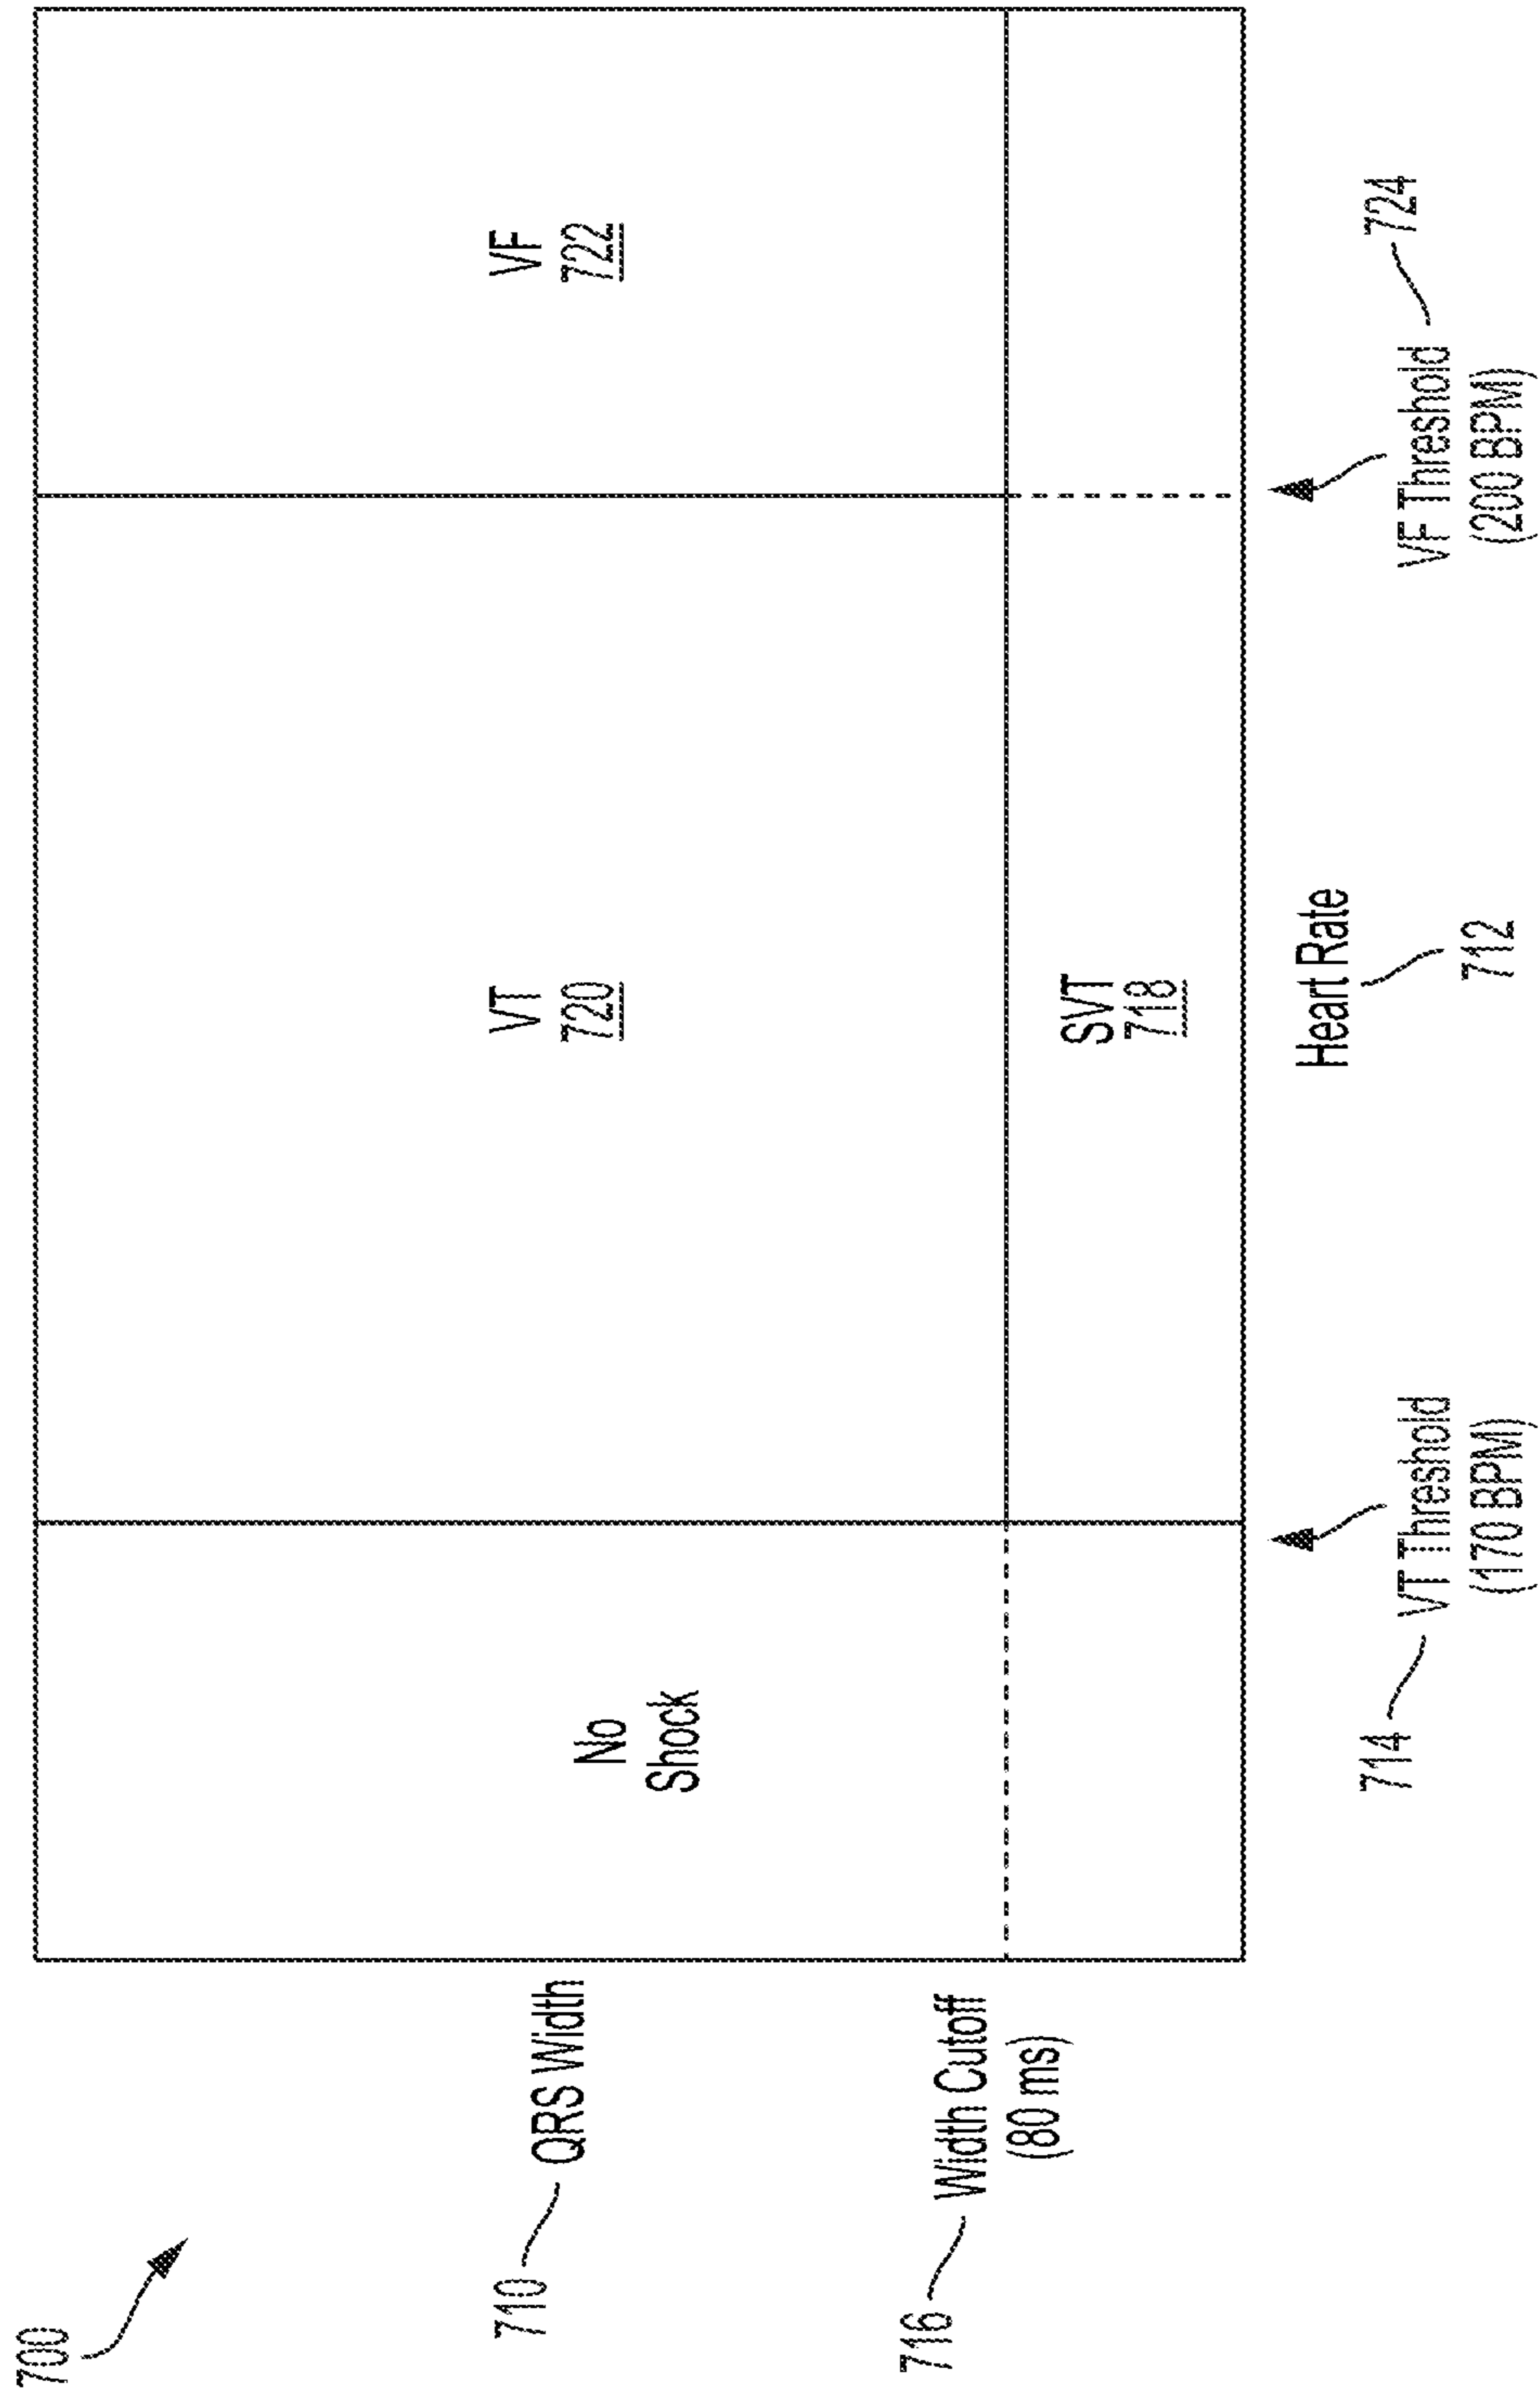 700
VT
720
VF
722
No
Shock
710
QRS Width
716
Width Cutoff
(80 ms)
SVT
718
Heart Rate
712
714
VT Threshold
(170 BPM)
VF Threshold
(200 BPM)
724